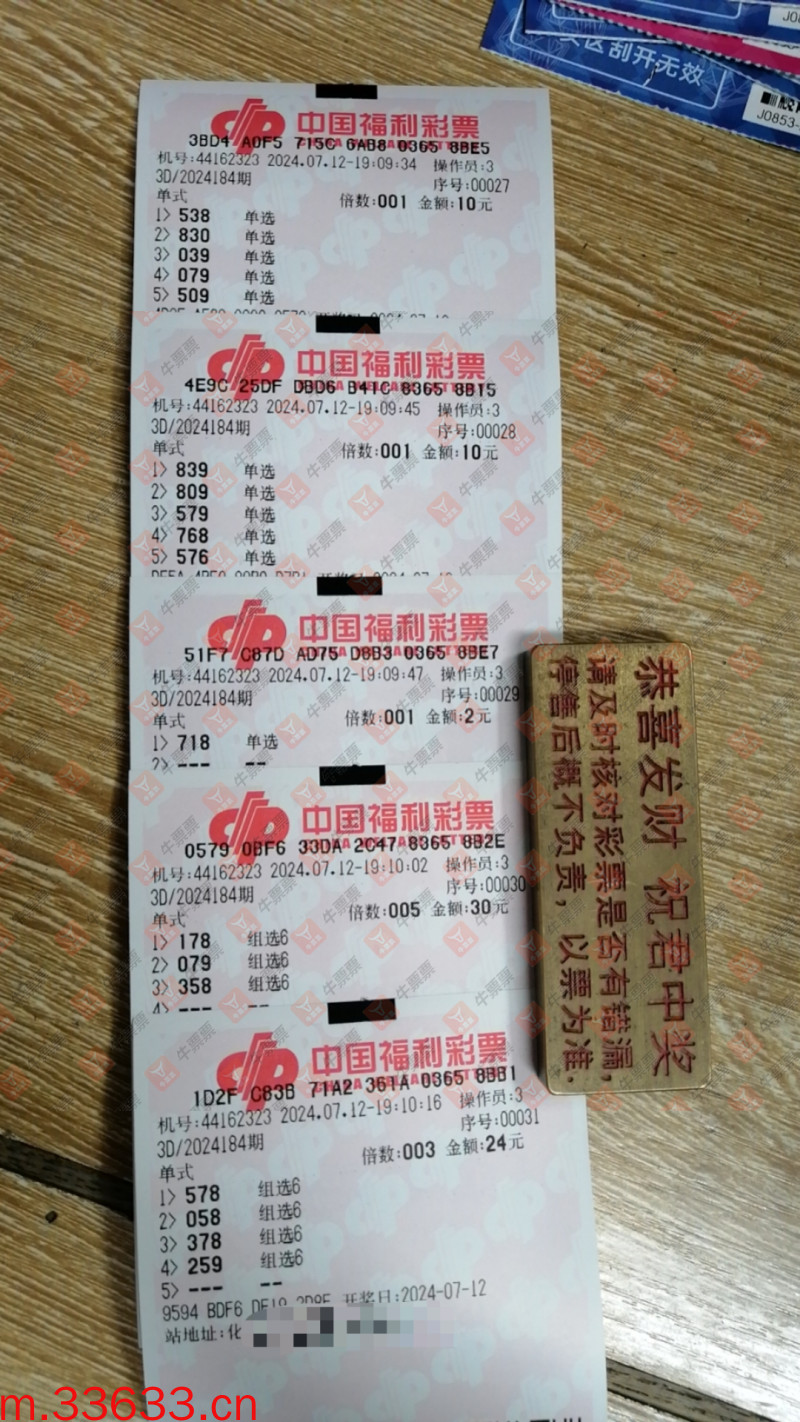 安区刮开无效
J0853-
中国福利彩票
3BD4 A0F5 715C 6AB8 0365 8BE5
机号:44162323 2024.07.12-19:09:34 操作员:3
3D/2024184期 序号:00027
单式 倍数:001 金额:10元
1> 538 单选
2> 830 单选
3> 039 单选
4> 079 单选
5> 509 单选
中国福利彩票
4E9C 25DF DBD6 B41C 8365 8B15
机号:44162323 2024.07.12-19:09:45 操作员:3
3D/2024184期 序号:00028
单式 倍数:001 金额:10元
1> 839 单选
2> 809 单选
3> 579 单选
4> 768 单选
5> 576 单选
中国福利彩票
51F7 C87D AD75 D8B3 0365 8BE7
机号:44162323 2024.07.12-19:09:47 操作员:3
3D/2024184期 序号:00029
单式 倍数:001 金额:2元
1> 718 单选
2> --- --
中国福利彩票
0579 0BF6 33DA 2C47 8365 8B2E
机号:44162323 2024.07.12-19:10:02 操作员:3
3D/2024184期 序号:00030
单式 倍数:005 金额:30元
1> 178 组选6
2> 079 组选6
3> 358 组选6
4> --- --
中国福利彩票
1D2F C83B 71A2 361A 0365 8BB1
机号:44162323 2024.07.12-19:10:16 操作员:3
3D/2024184期 序号:00031
单式 倍数:003 金额:24元
1> 578 组选6
2> 058 组选6
3> 378 组选6
4> 259 组选6
5> --- --
9594 BDF6 开奖日:2024-07-12
站地址:化
恭喜发财 祝君中奖
请及时核对彩票是否有错漏,
停售后概不负责,以票为准.
牛票票
m.33633.cn